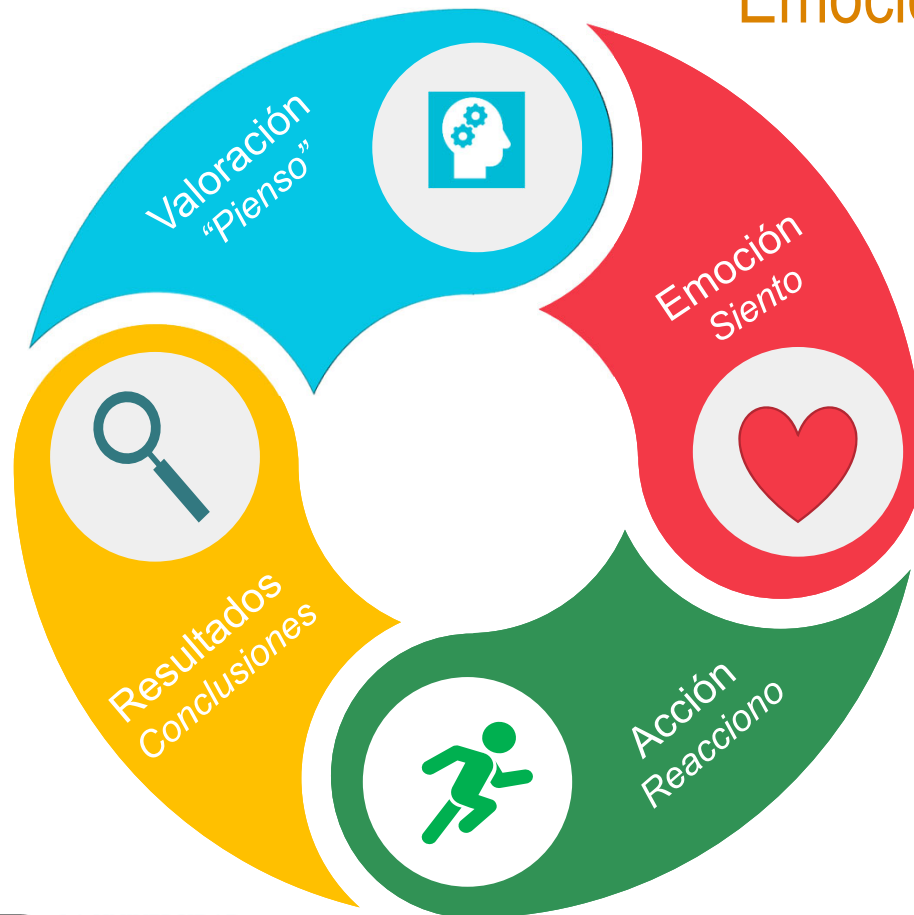 Valoración
“Pienso”
Emoción
Siento
Acción
Reacciono
Resultados
Conclusiones